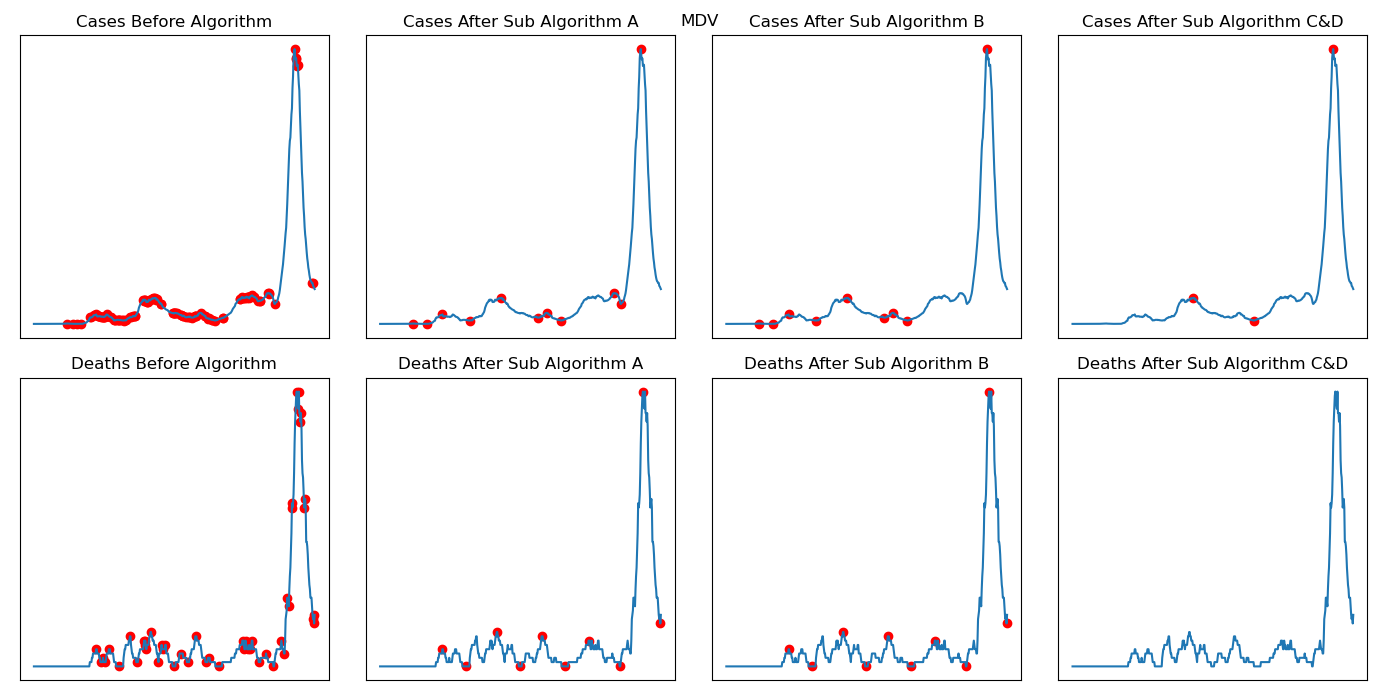 MDV
Cases Before Algorithm
Cases After Sub Algorithm A
Cases After Sub Algorithm B
Cases After Sub Algorithm C&D
Deaths Before Algorithm
Deaths After Sub Algorithm A
Deaths After Sub Algorithm B
Deaths After Sub Algorithm C&D